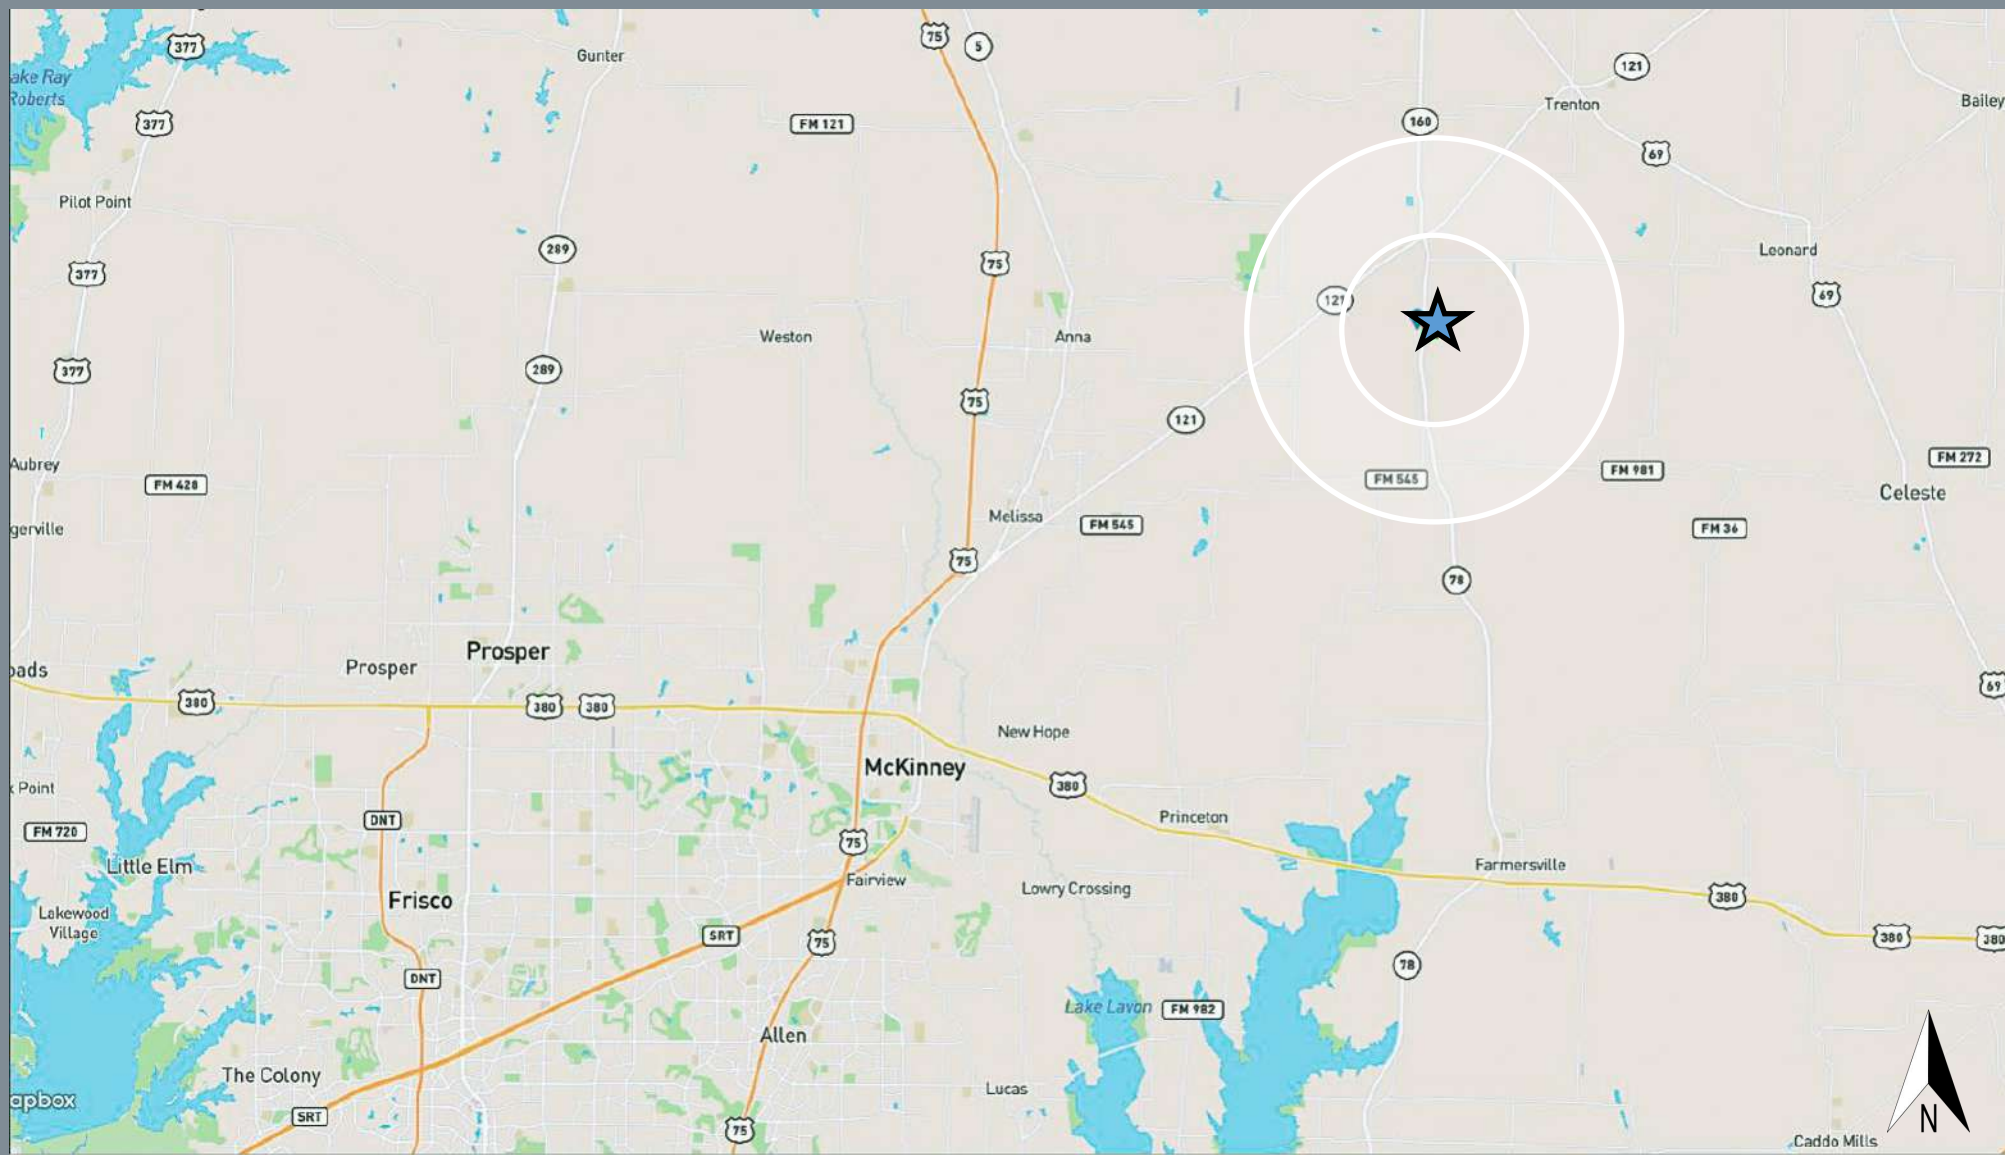 377
75
5
Gunter
ake Ray
Roberts
121
Trenton
Bailey
377
FM 121
160
69
Pilot Point
289
75
377
Leonard
69
121
Weston
Anna
377
289
75
121
Aubrey
FM 428
FM 545
FM 981
FM 272
Celeste
gerville
Melissa
FM 545
FM 36
75
78
Prosper
Prosper
oads
69
380
380
380
New Hope
McKinney
380
Point
FM 720
DNT
Princeton
75
Little Elm
Farmersville
Fairview
Lowry Crossing
Frisco
380
Lakewood
Village
SRT
75
380
380
DNT
78
Lake Lavon
FM 982
Allen
The Colony
Lucas
apbox
SRT
75
N
Caddo Mills